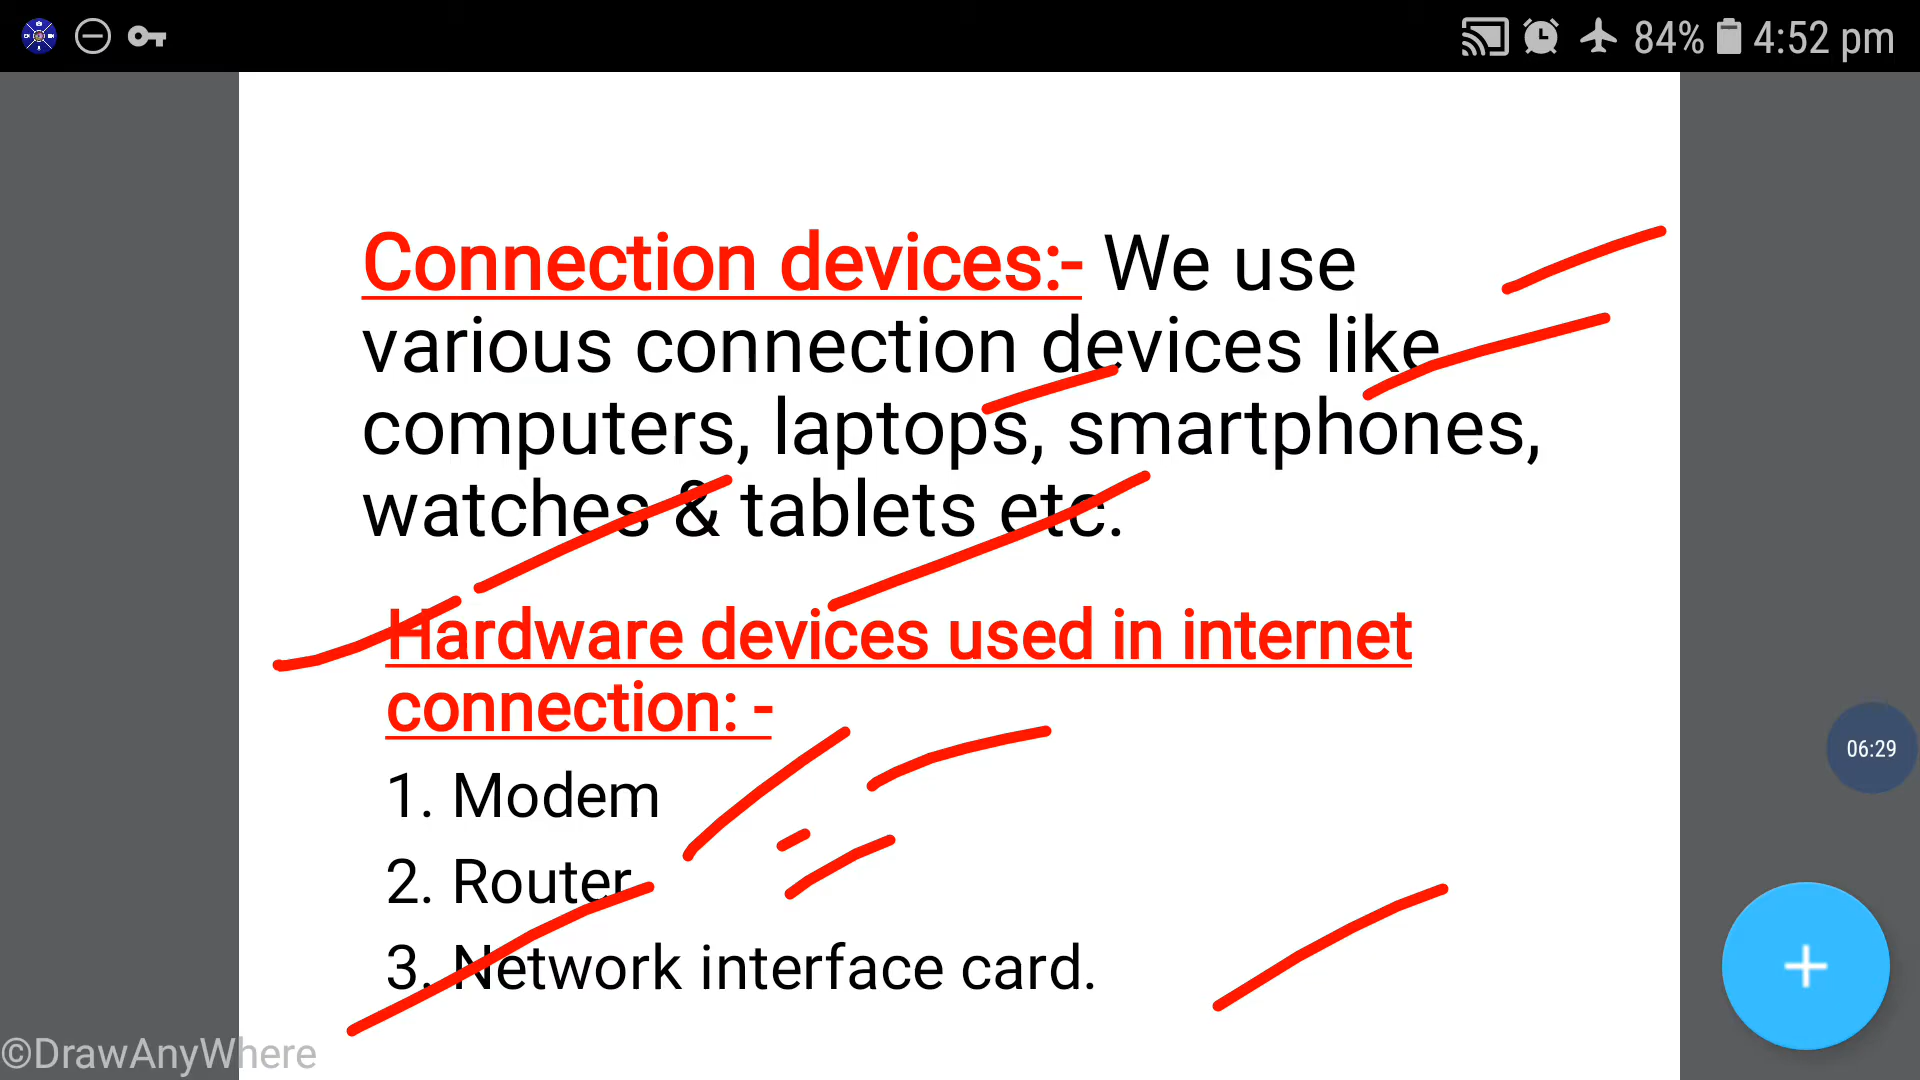 84% 4:52 pm
Connection devices:- We use
various connection devices like
computers, laptops, smartphones,
watches & tablets etc.
Hardware devices used in internet
connection: -
1. Modem
2. Router
3. Network interface card.
06:29
©DrawAnyWhere